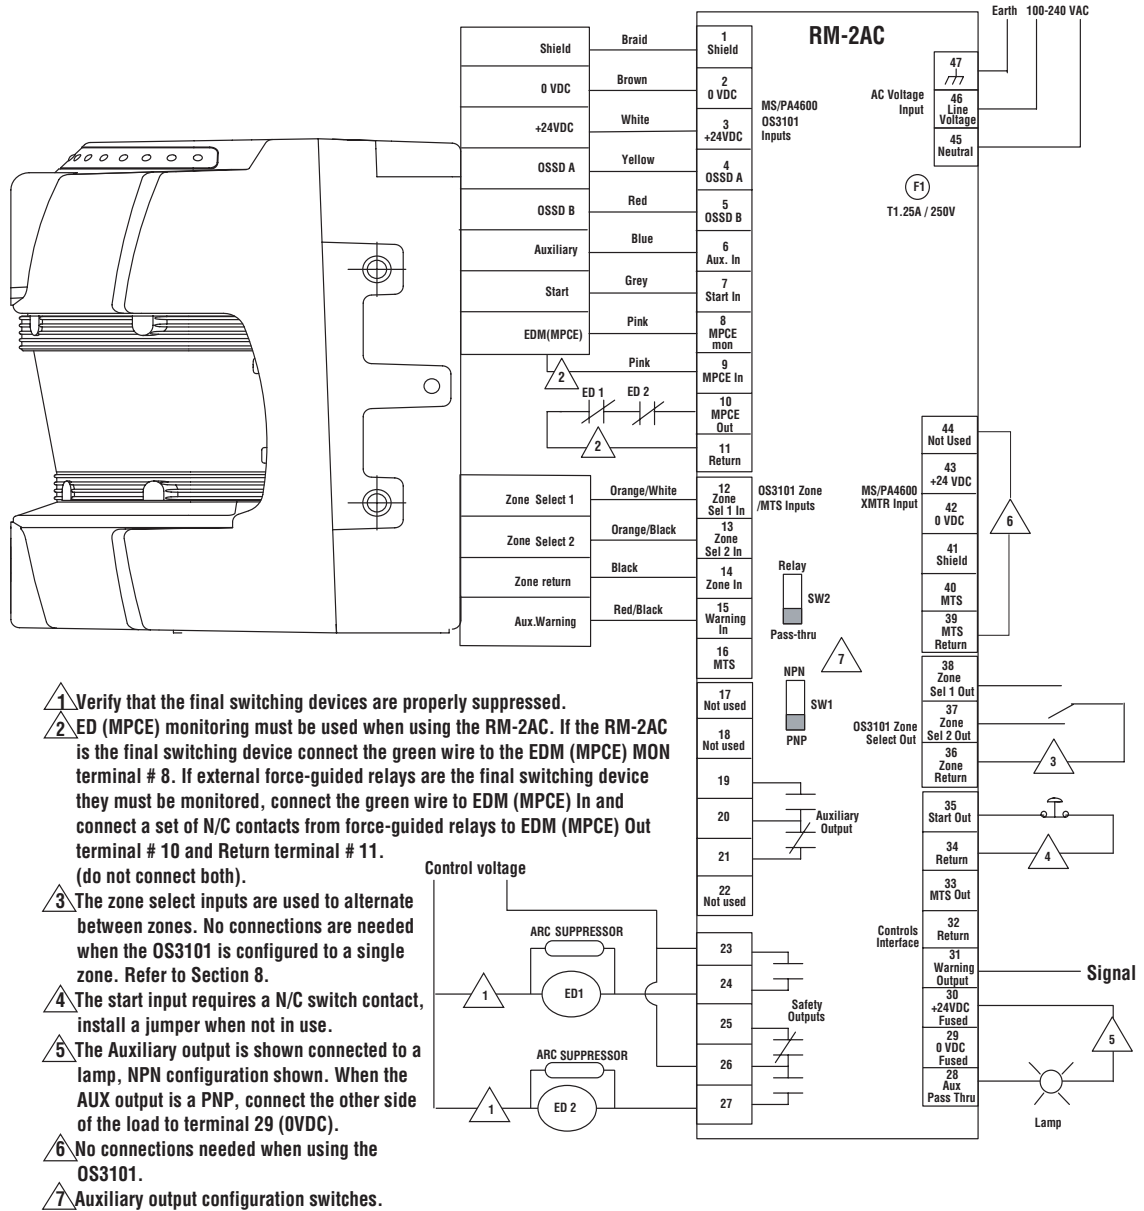 Earth 100-240 VAC
RM-2AC
Shield
Braid
1
Shield
0 VDC
Brown
2
0 VDC
+24VDC
White
3
+24VDC
OSSD A
Yellow
4
OSSD A
OSSD B
Red
5
OSSD B
Auxiliary
Blue
6
Aux. In
Start
Grey
7
Start In
EDM(MPCE)
Pink
8
MPCE
mon
2
Pink
9
MPCE In
ED 1
ED 2
10
MPCE
Out
2
11
Return
MS/PA4600
OS3101
Inputs
AC Voltage
Input
47
46
Line
Voltage
45
Neutral
F1
T1.25A / 250V
Zone Select 1
Orange/White
12
Zone
Sel 1 In
Zone Select 2
Orange/Black
13
Zone
Sel 2 In
Zone return
Black
14
Zone In
Aux.Warning
Red/Black
15
Warning
In
16
MTS
OS3101 Zone
/MTS Inputs
Relay
SW2
Pass-thru
7
NPN
SW1
PNP
MS/PA4600
XMTR Input
44
Not Used
43
+24 VDC
42
0 VDC
41
Shield
40
MTS
39
MTS
Return
6
OS3101 Zone
Select Out
38
Zone
Sel 1 Out
37
Zone
Sel 2 Out
36
Zone
Return
3
17
Not used
18
Not used
19
20
21
22
Not used
Auxiliary
Output
35
Start Out
34
Return
4
33
MTS Out
Controls
Interface
32
Return
31
Warning
Output
Signal
30
+24VDC
Fused
29
0 VDC
Fused
28
Aux
Pass Thru
5
Lamp
Control voltage
ARC SUPPRESSOR
1
ED1
23
24
25
26
27
Safety
Outputs
ARC SUPPRESSOR
1
ED 2
1 Verify that the final switching devices are properly suppressed.
2 ED (MPCE) monitoring must be used when using the RM-2AC. If the RM-2AC
is the final switching device connect the green wire to the EDM (MPCE) MON
terminal # 8. If external force-guided relays are the final switching device
they must be monitored, connect the green wire to EDM (MPCE) In and
connect a set of N/C contacts from force-guided relays to EDM (MPCE) Out
terminal # 10 and Return terminal # 11.
(do not connect both).
3 The zone select inputs are used to alternate
between zones. No connections are needed
when the OS3101 is configured to a single
zone. Refer to Section 8.
4 The start input requires a N/C switch contact,
install a jumper when not in use.
5 The Auxiliary output is shown connected to a
lamp, NPN configuration shown. When the
AUX output is a PNP, connect the other side
of the load to terminal 29 (0VDC).
6 No connections needed when using the
OS3101.
7 Auxiliary output configuration switches.